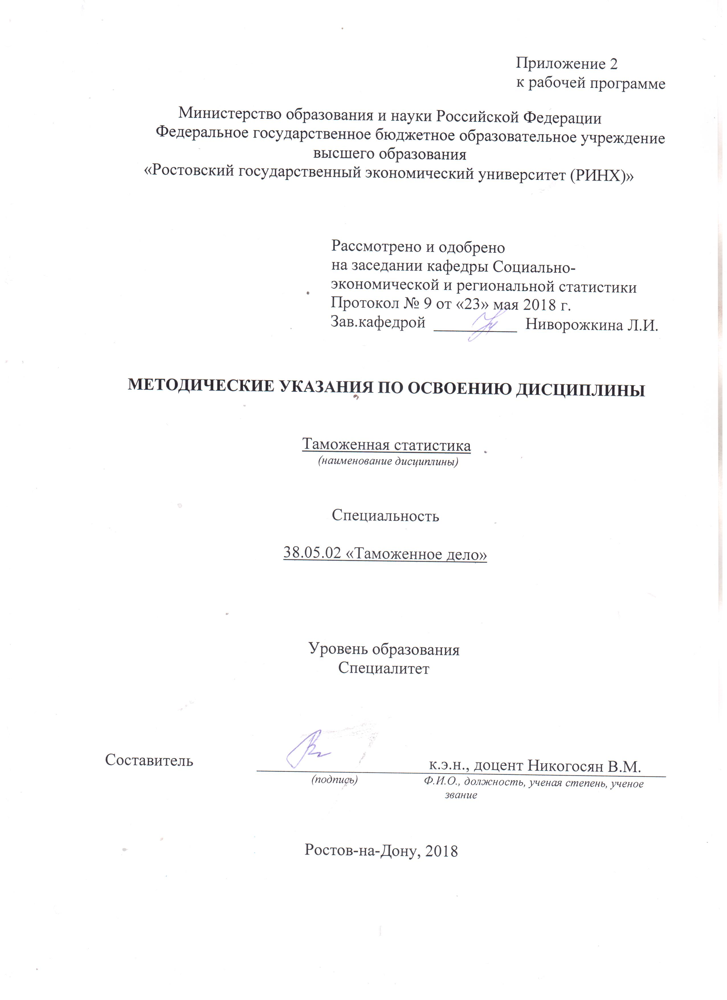 Приложение 2
к рабочей программе
Министерство образования и науки Российской Федерации
Федеральное государственное бюджетное образовательное учреждение
высшего образования
«Ростовский государственный экономический университет (РИНХ)»
Рассмотрено и одобрено
на заседании кафедры Социально-
экономической и региональной статистики
Протокол № 9 от «23» мая 2018 г.
Зав.кафедрой __________ Ниворожкина Л.И.
МЕТОДИЧЕСКИЕ УКАЗАНИЯ ПО ОСВОЕНИЮ ДИСЦИПЛИНЫ
Таможенная статистика
(наименование дисциплины)
Специальность
38.05.02 «Таможенное дело»
Уровень образования
Специалитет
Составитель к.э.н., доцент Никогосян В.М.
(подпись) Ф.И.О., должность, ученая степень, ученое
звание
Ростов-на-Дону, 2018